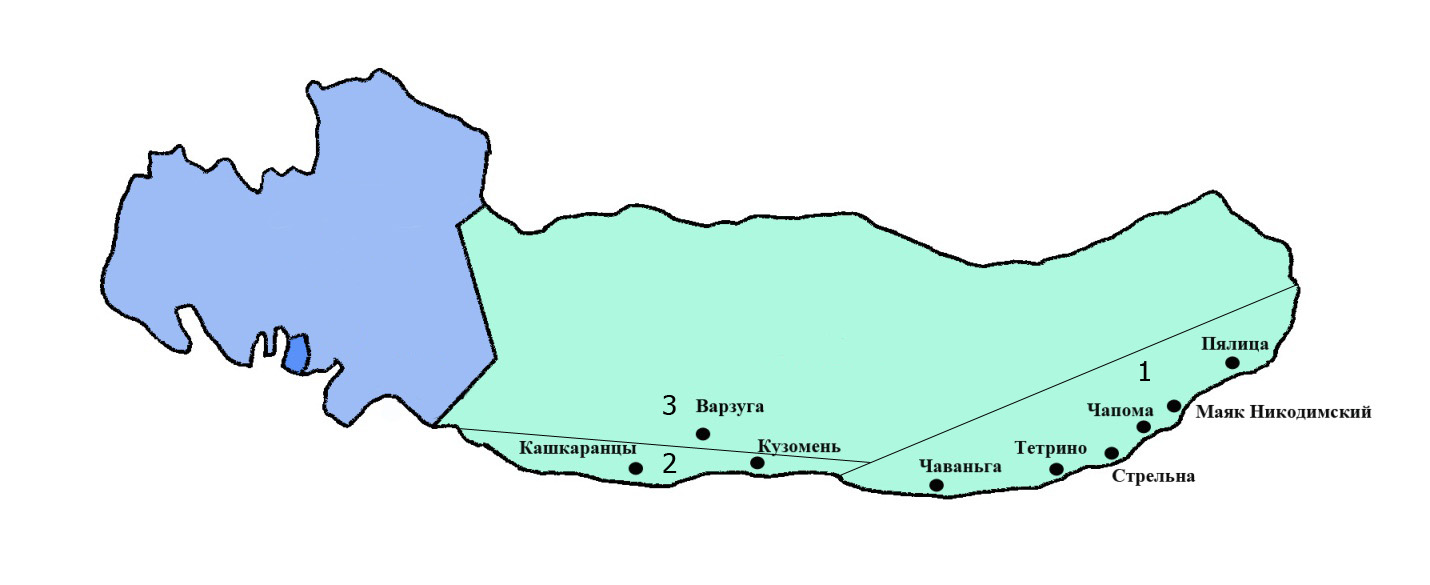 Пялица
1
3
Варзуга
Чапома
Маяк Никодимский
Кашкаранцы
2
Кузомень
Тетрино
Чаваньга
Стрельна